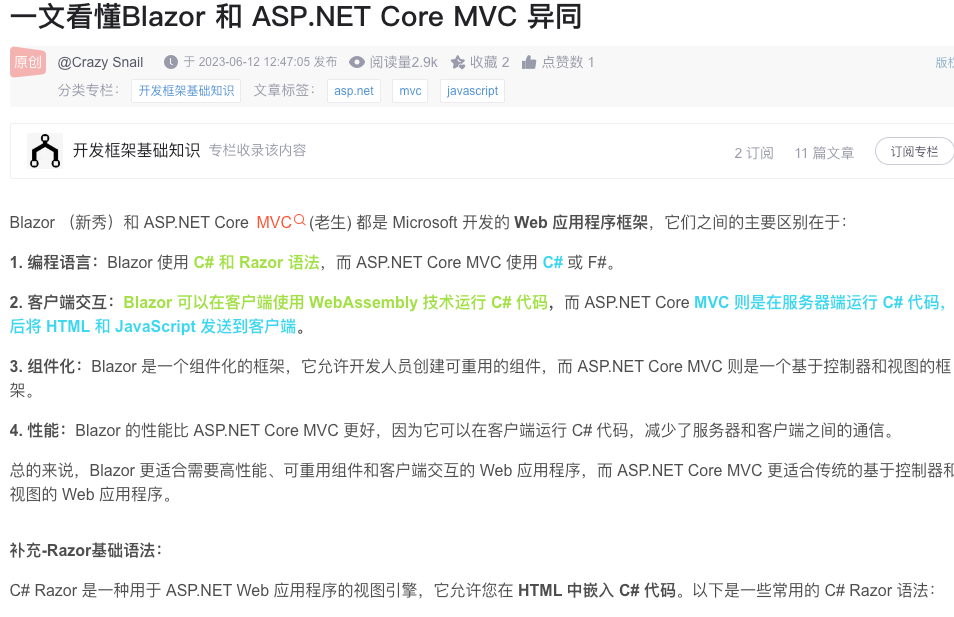 一文看懂Blazor 和 ASP.NET Core MVC 异同
原创 @Crazy Snail 于 2023-06-12 12:47:05 发布 阅读量2.9k 收藏 2 点赞数 1 版权
分类专栏： 开发框架基础知识 文章标签： asp.net mvc javascript
开发框架基础知识 专栏收录该内容 2 订阅 11 篇文章 订阅专栏
Blazor （新秀）和 ASP.NET Core MVC (老生) 都是 Microsoft 开发的 Web 应用程序框架，它们之间的主要区别在于：
1. 编程语言：Blazor 使用 C# 和 Razor 语法，而 ASP.NET Core MVC 使用 C# 或 F#。
2. 客户端交互：Blazor 可以在客户端使用 WebAssembly 技术运行 C# 代码，而 ASP.NET Core MVC 则是在服务器端运行 C# 代码，
后将 HTML 和 JavaScript 发送到客户端。
3. 组件化：Blazor 是一个组件化的框架，它允许开发人员创建可重用的组件，而 ASP.NET Core MVC 则是一个基于控制器和视图的框
架。
4. 性能：Blazor 的性能比 ASP.NET Core MVC 更好，因为它可以在客户端运行 C# 代码，减少了服务器和客户端之间的通信。
总的来说，Blazor 更适合需要高性能、可重用组件和客户端交互的 Web 应用程序，而 ASP.NET Core MVC 更适合传统的基于控制器和
视图的 Web 应用程序。
补充-Razor基础语法：
C# Razor 是一种用于 ASP.NET Web 应用程序的视图引擎，它允许您在 HTML 中嵌入 C# 代码。以下是一些常用的 C# Razor 语法：